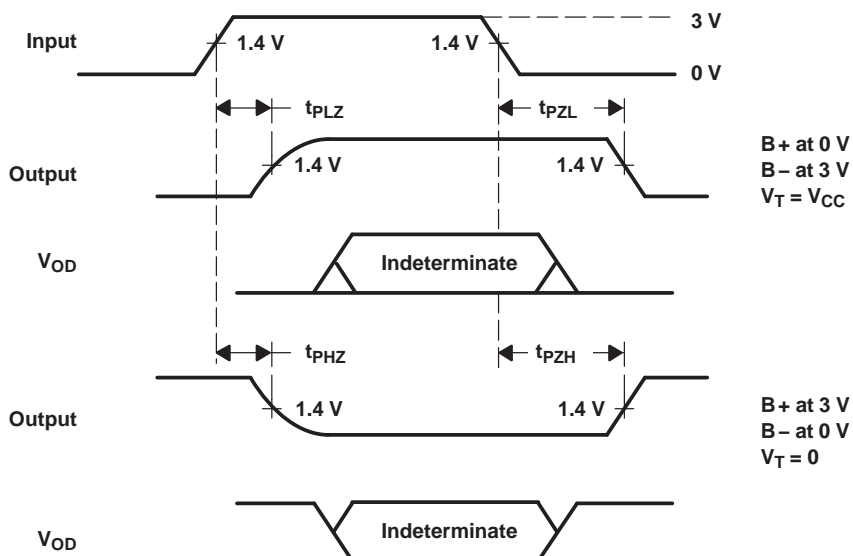 3 V
Input
1.4 V
1.4 V
0 V
tPLZ
tPZL
B+ at 0 V
B− at 3 V
VT = VCC
Output
1.4 V
1.4 V
VOD
Indeterminate
tPHZ
tPZH
Output
1.4 V
1.4 V
B+ at 3 V
B− at 0 V
VT = 0
VOD
Indeterminate